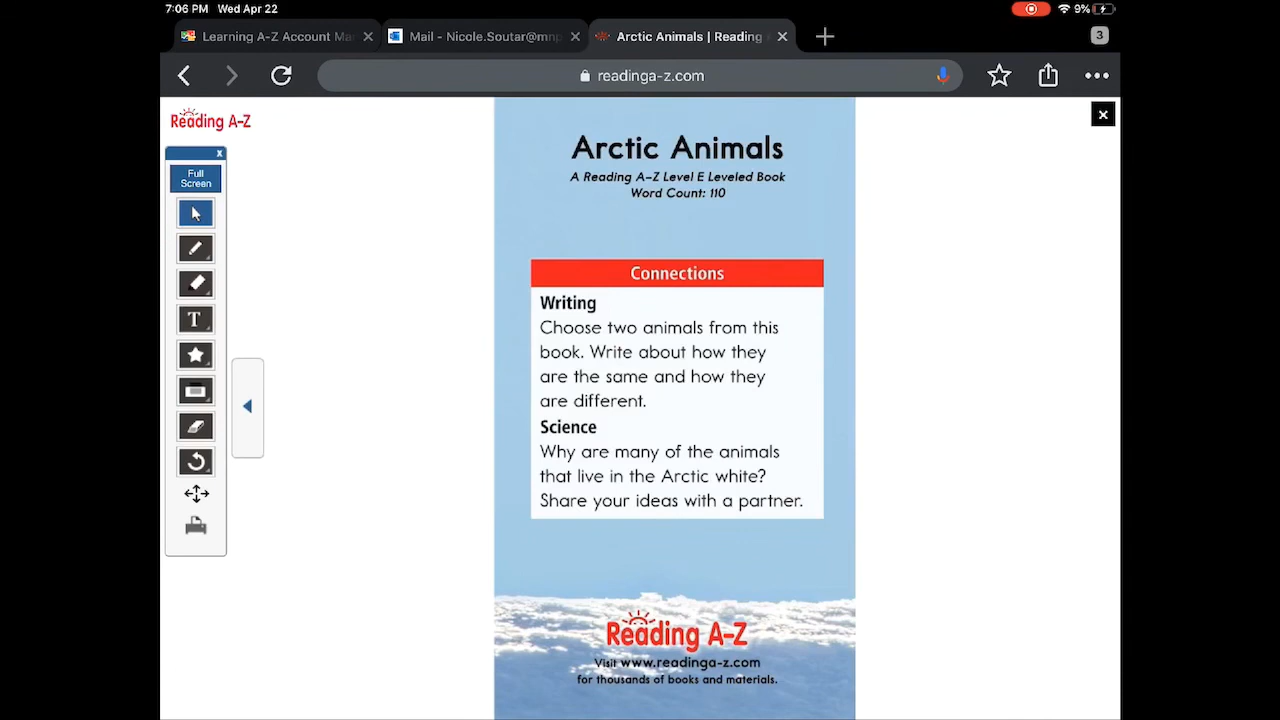 7:06 PM Wed Apr 22
9%
Learning A-Z Account Ma
Mail - Nicole.Soutar@mnp
Arctic Animals | Reading
3
readinga-z.com
Reading A-Z
x
Full
Screen
T
Arctic Animals
A Reading A–Z Level E Leveled Book
Word Count: 110
Connections
Writing
Choose two animals from this
book. Write about how they
are the same and how they
are different.
Science
Why are many of the animals
that live in the Arctic white?
Share your ideas with a partner.
Reading A-Z
Visit www.readinga-z.com
for thousands of books and materials.